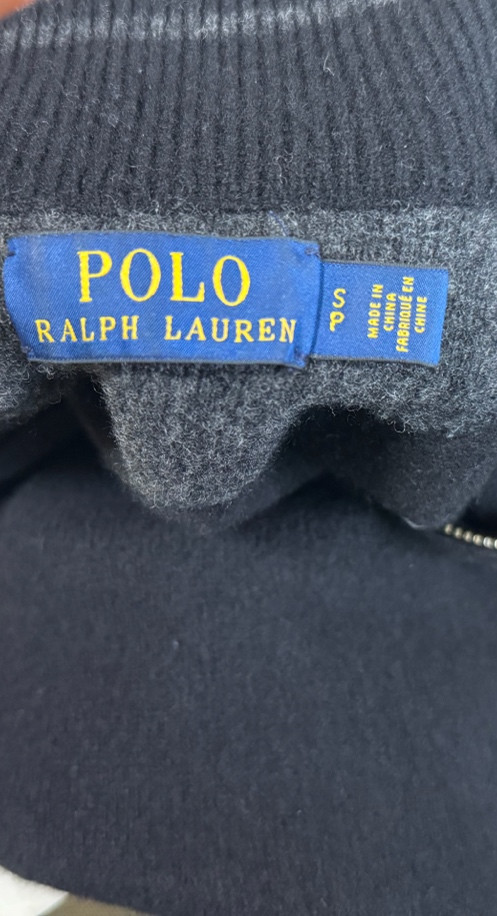 POLO
RALPH LAUREN
S
P
MADE IN
CHINA
FABRIQUÉ EN
CHINE